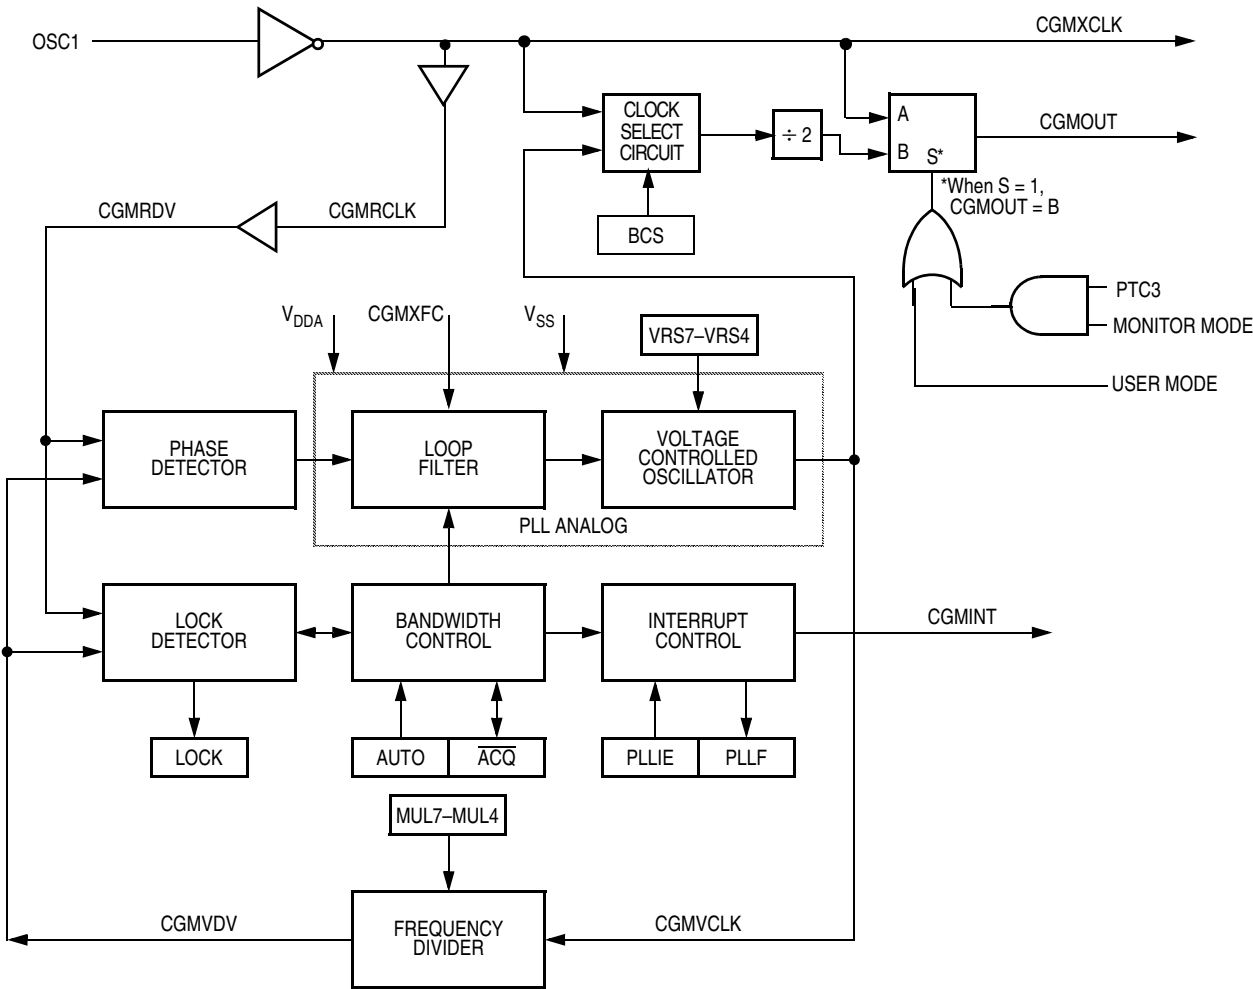 CGMXCLK
OSC1
CLOCK
SELECT
CIRCUIT
÷ 2
A
B
S*
CGMOUT
*When S = 1,
CGMOUT = B
CGMRDV
CGMRCLK
BCS
PTC3
MONITOR MODE
USER MODE
VDDA
CGMXFC
VSS
VRS7–VRS4
PHASE
DETECTOR
LOOP
FILTER
VOLTAGE
CONTROLLED
OSCILLATOR
PLL ANALOG
LOCK
DETECTOR
BANDWIDTH
CONTROL
INTERRUPT
CONTROL
CGMINT
LOCK
AUTO
ACQ
PLLIE
PLLF
MUL7–MUL4
CGMVDV
FREQUENCY
DIVIDER
CGMVCLK